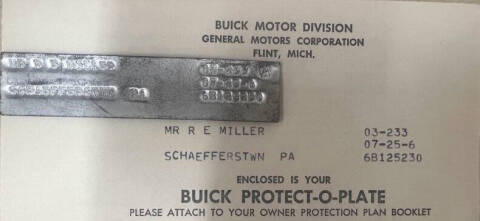 BUICK MOTOR DIVISION
GENERAL MOTORS CORPORATION
FLINT, MICH.
MR R E MILLER 03-233
07-25-6
SCHAEFFERSTWN PA 6B125230
ENCLOSED IS YOUR
BUICK PROTECT-O-PLATE
PLEASE ATTACH TO YOUR OWNER PROTECTION PLAN BOOKLET